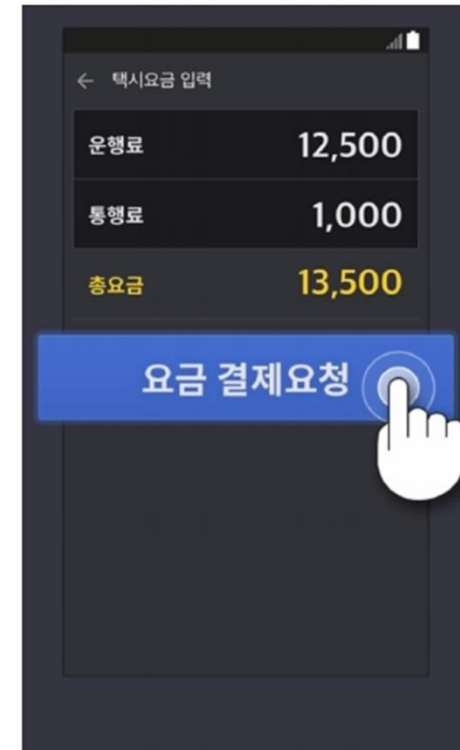 ← 택시요금 입력
운행료 12,500
통행료 1,000
총요금 13,500
요금 결제요청